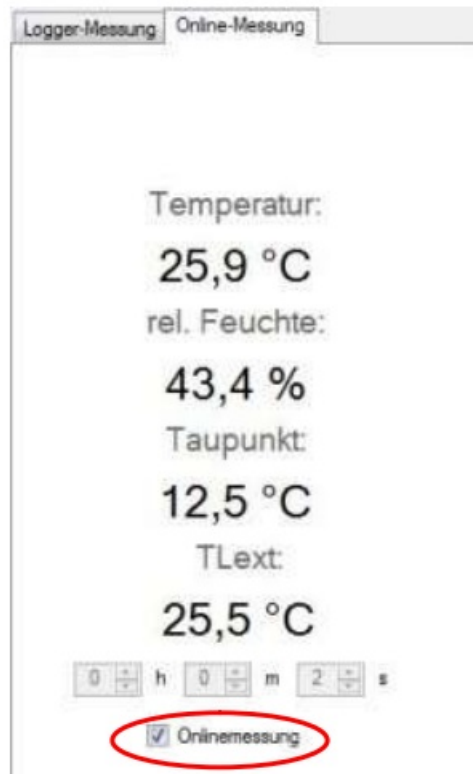 Logger-Messung Online-Messung
Temperatur:
25,9 °C
rel. Feuchte:
43,4 %
Taupunkt:
12,5 °C
TLext:
25,5 °C
0 h 0 m 2 s
Onlinemessung